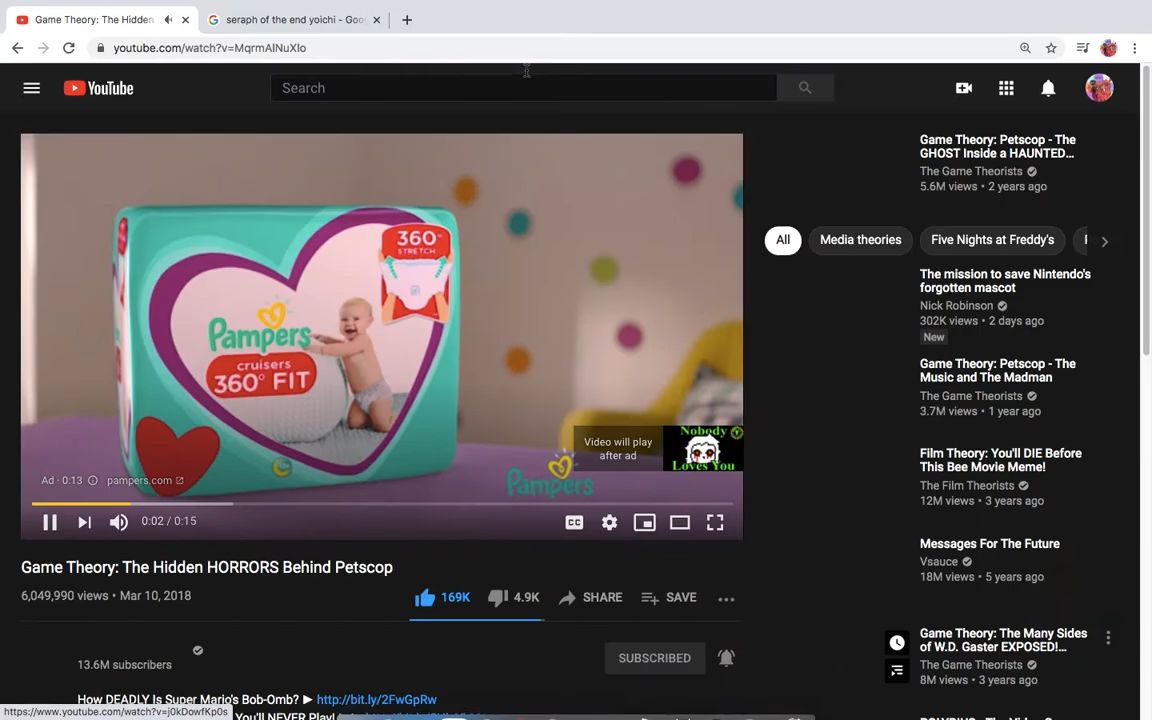 Game Theory: The Hidden
seraph of the end yoichi - Goo
youtube.com/watch?v=MqrmAlNuXIo
YouTube
Search
Game Theory: Petscop - The
GHOST Inside a HAUNTED...
The Game Theorists
5.6M views • 2 years ago
All
Media theories
Five Nights at Freddy's
The mission to save Nintendo's
forgotten mascot
Nick Robinson
302K views • 2 days ago
New
Game Theory: Petscop - The
Music and The Madman
The Game Theorists
3.7M views • 1 year ago
Film Theory: You'll DIE Before
This Bee Movie Meme!
The Film Theorists
12M views • 3 years ago
Messages For The Future
Vsauce
18M views • 5 years ago
Game Theory: The Many Sides
of W.D. Gaster EXPOSED!...
The Game Theorists
8M views • 3 years ago
360°
STRETCH
Pampers
cruisers
360° FIT
Pampers
Video will play
after ad
Nobody
Loves You
Ad · 0:13
pampers.com
0:02 / 0:15
CC
Game Theory: The Hidden HORRORS Behind Petscop
6,049,990 views • Mar 10, 2018
169K
4.9K
SHARE
SAVE
13.6M subscribers
SUBSCRIBED
How DEADLY Is Super Mario's Bob-Omb? ► http://bit.ly/2FwGpRw
https://www.youtube.com/watch?v=j0kDowfKp0s
You'll NEVER Play!